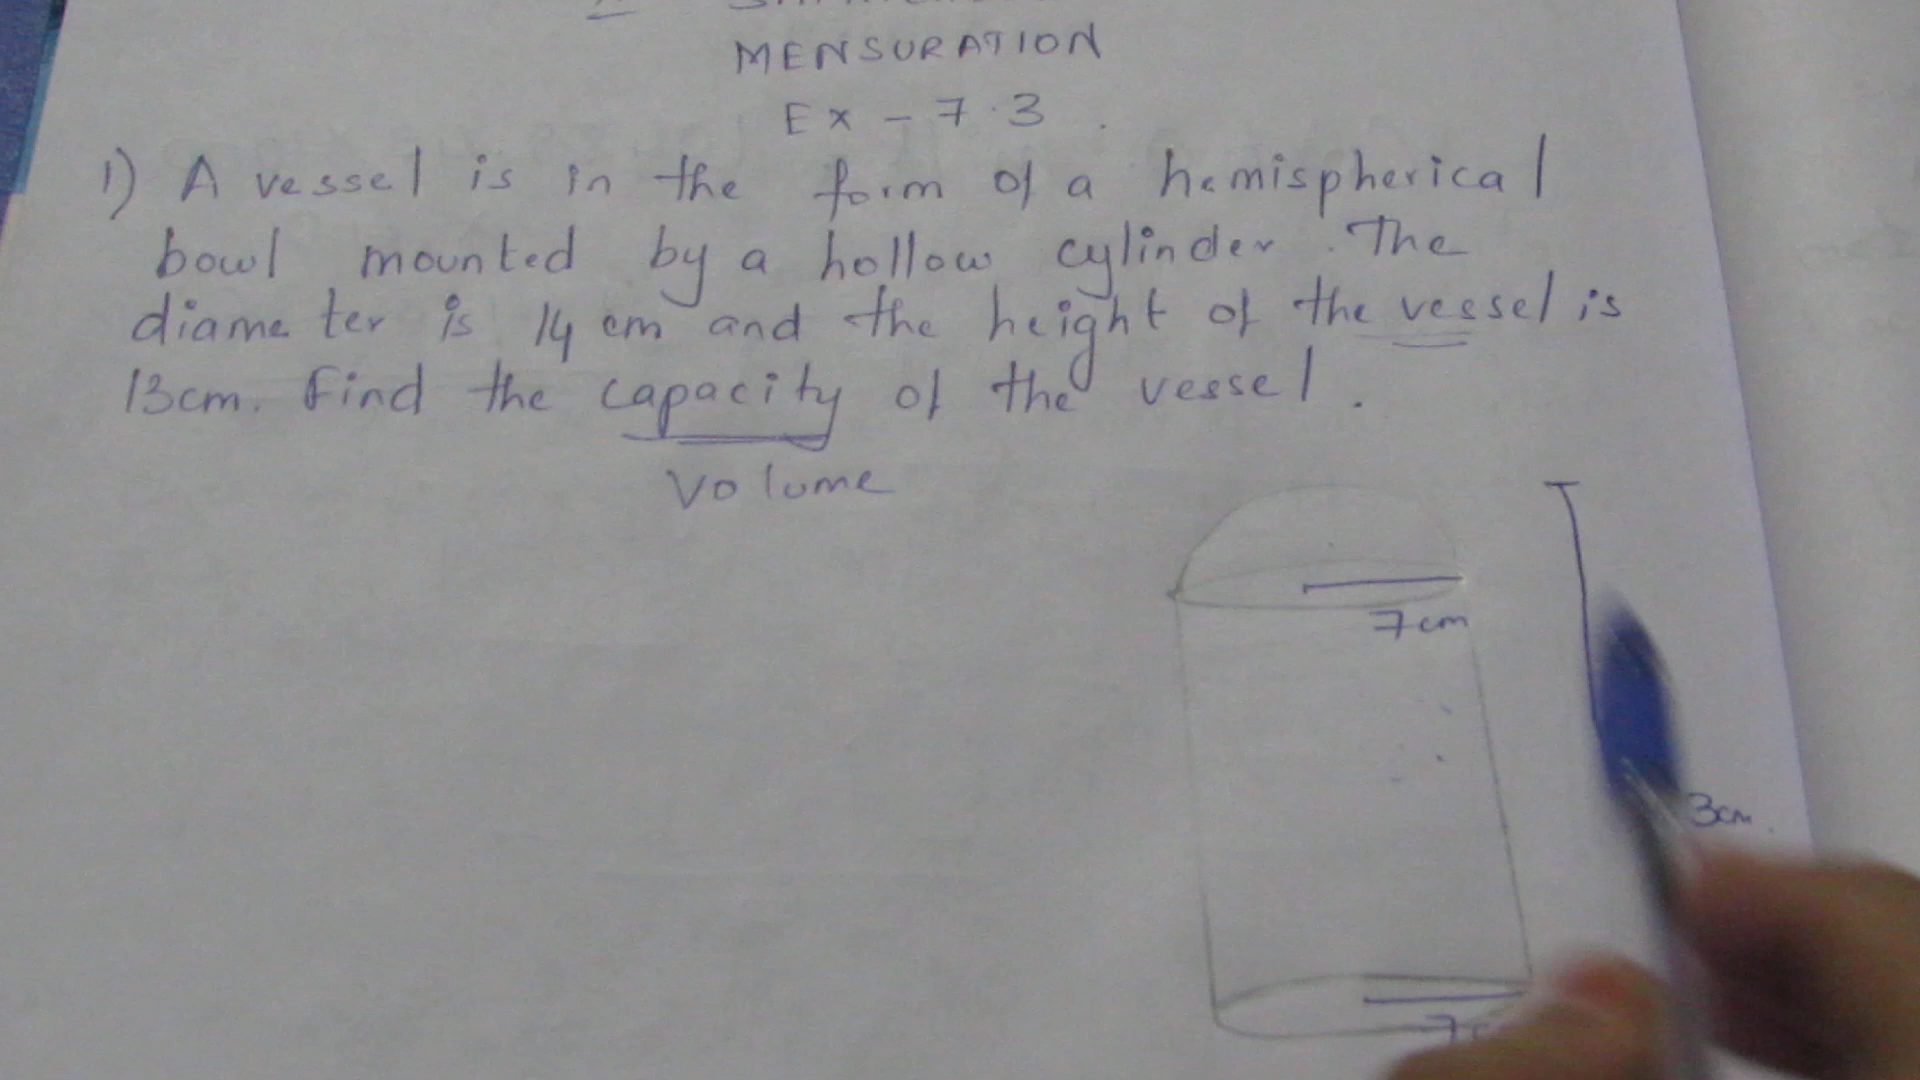 MENSURATION
Ex - 7.3.
1) A vessel is in the form of a hemispherical
bowl mounted by a hollow cylinder. The
diameter is 14 cm and the height of the vessel is
13cm. Find the capacity of the vessel.
Volume
7cm
3cm.